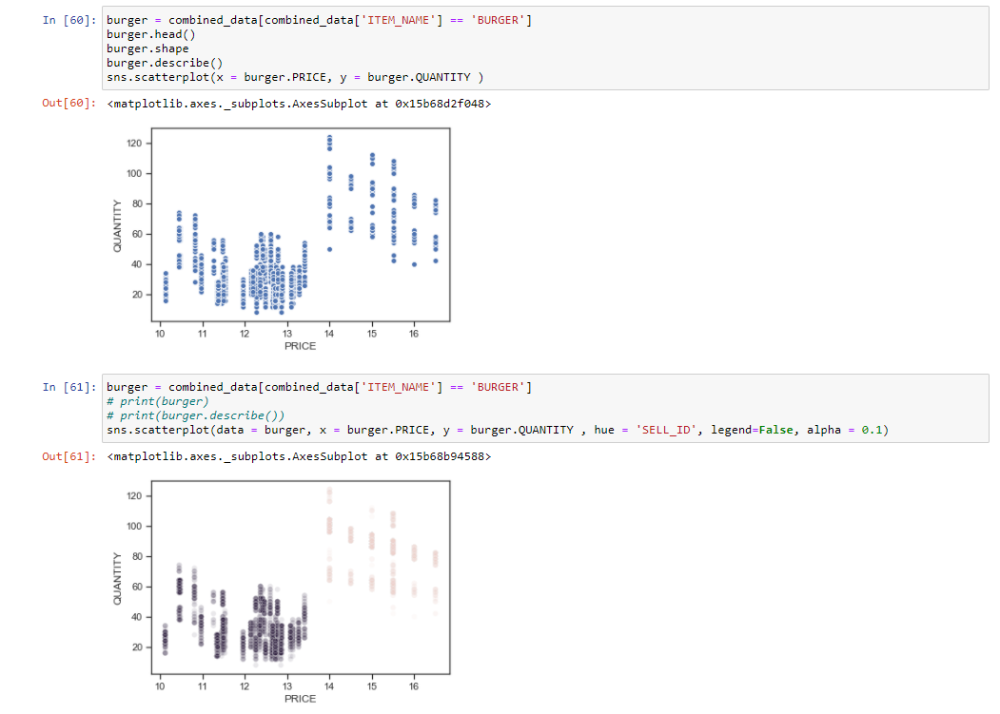 In [60]: burger = combined_data[combined_data['ITEM_NAME'] == 'BURGER']
burger.head()
burger.shape
burger.describe()
sns.scatterplot(x = burger.PRICE, y = burger.QUANTITY )
Out[60]: <matplotlib.axes._subplots.AxesSubplot at 0x15b68d2f048>
120
100
80
60
40
20
QUANTITY
10 11 12 13 14 15 16
PRICE
In [61]: burger = combined_data[combined_data['ITEM_NAME'] == 'BURGER']
# print(burger)
# print(burger.describe())
sns.scatterplot(data = burger, x = burger.PRICE, y = burger.QUANTITY , hue = 'SELL_ID', legend=False, alpha = 0.1)
Out[61]: <matplotlib.axes._subplots.AxesSubplot at 0x15b68b94588>
120
100
80
60
40
20
QUANTITY
10 11 12 13 14 15 16
PRICE